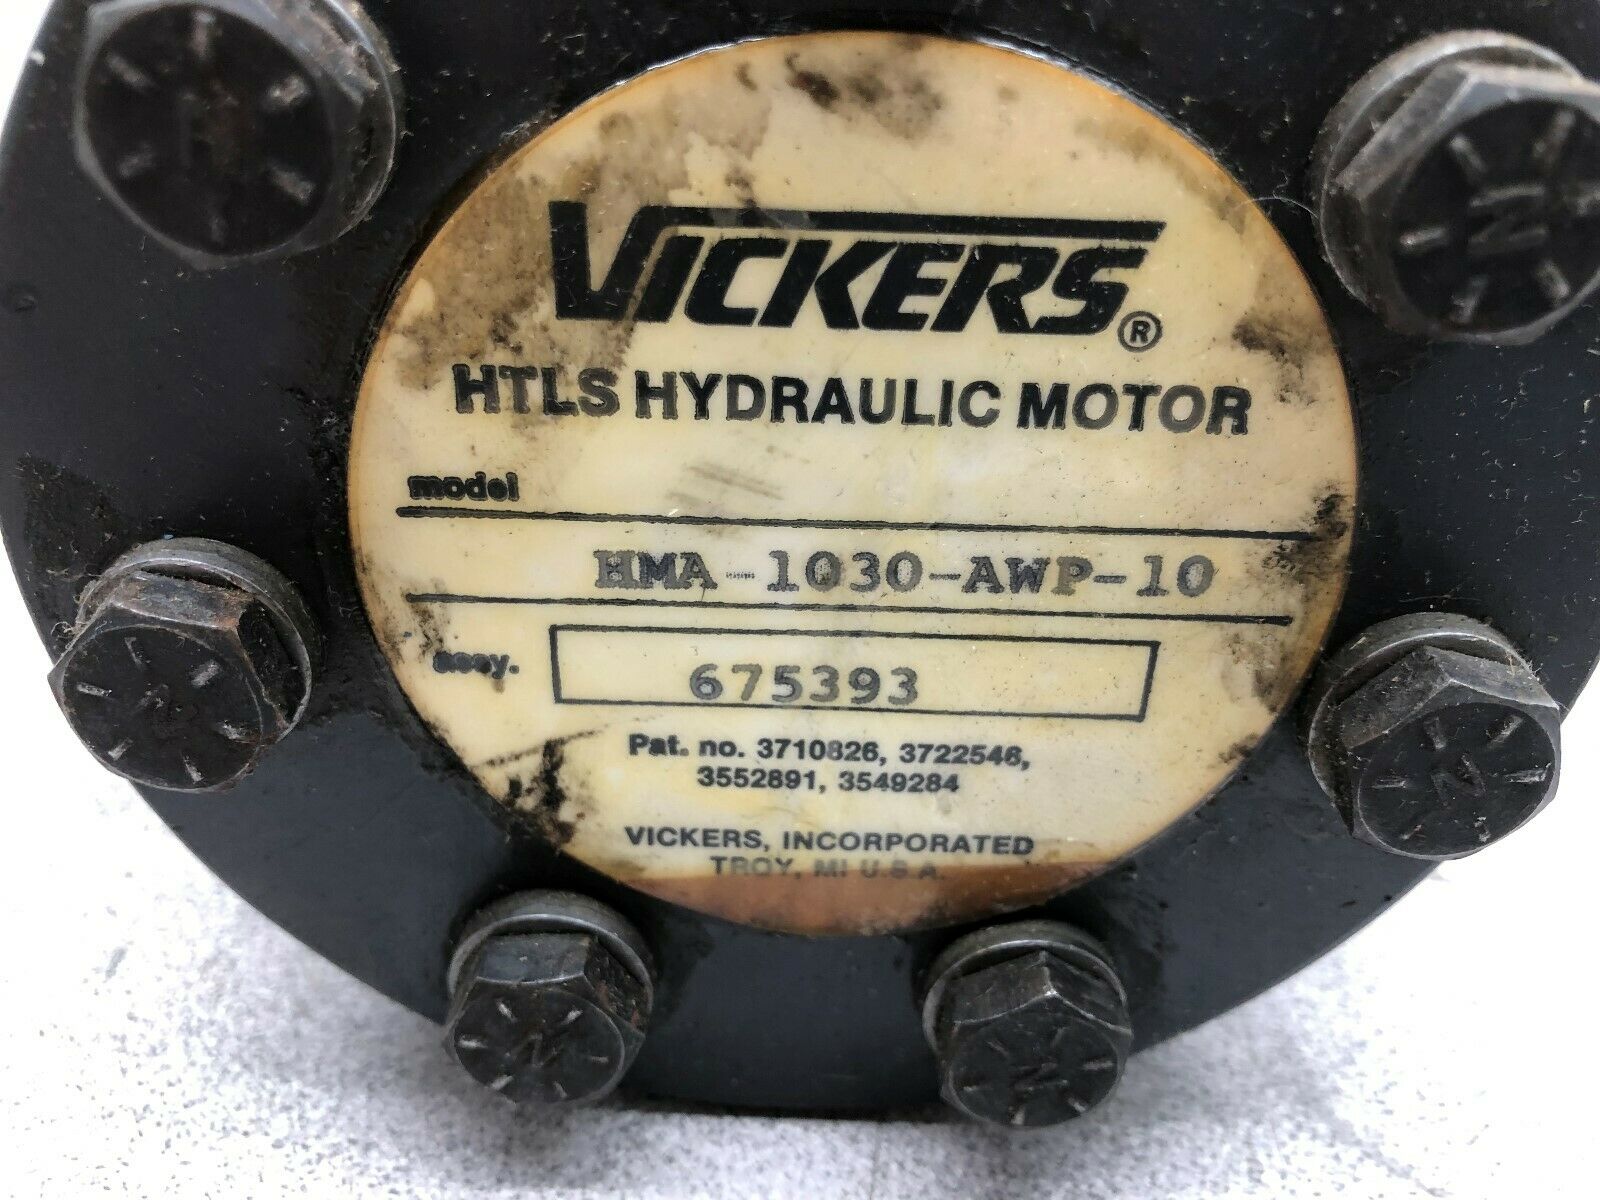 VICKERS®
HTLS HYDRAULIC MOTOR
model
HMA-1030-AWP-10
assy.
675393
Pat. no. 3710826, 3722546,
3552891, 3549284
VICKERS, INCORPORATED
TROY, MI U.S.A.
N
N
N
N